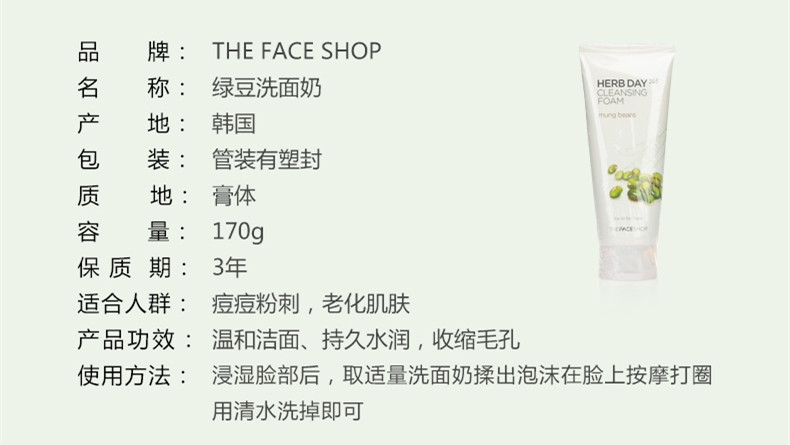 品 牌： THE FACE SHOP
名 称： 绿豆洗面奶
产 地： 韩国
包 装： 管装有塑封
质 地： 膏体
容 量： 170g
保 质 期： 3年
适合人群： 痘痘粉刺，老化肌肤
产品功效： 温和洁面、持久水润，收缩毛孔
使用方法： 浸湿脸部后，取适量洗面奶揉出泡沫在脸上按摩打圈
用清水洗掉即可
HERB DAY 365
CLEANSING
FOAM
mung beans
THEFACESHOP